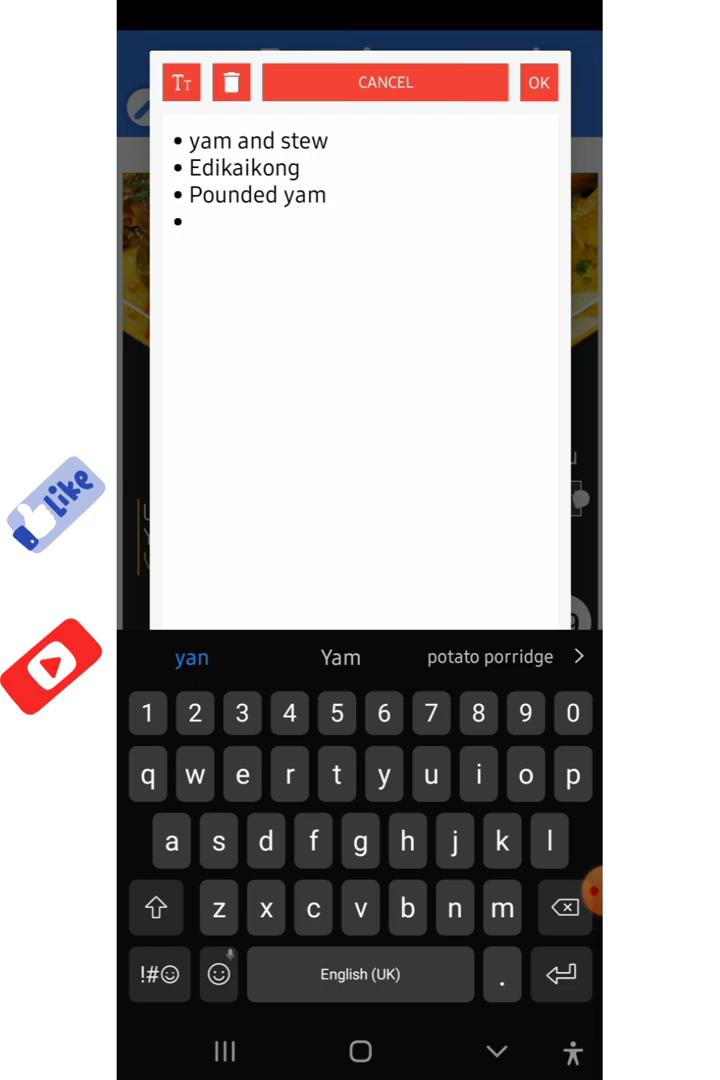 TT
CANCEL
OK
• yam and stew
• Edikaikong
• Pounded yam
•
Like
yan Yam potato porridge
1 2 3 4 5 6 7 8 9 0
q w e r t y u i o p
a s d f g h j k l
z x c v b n m
!#☺ English (UK) .